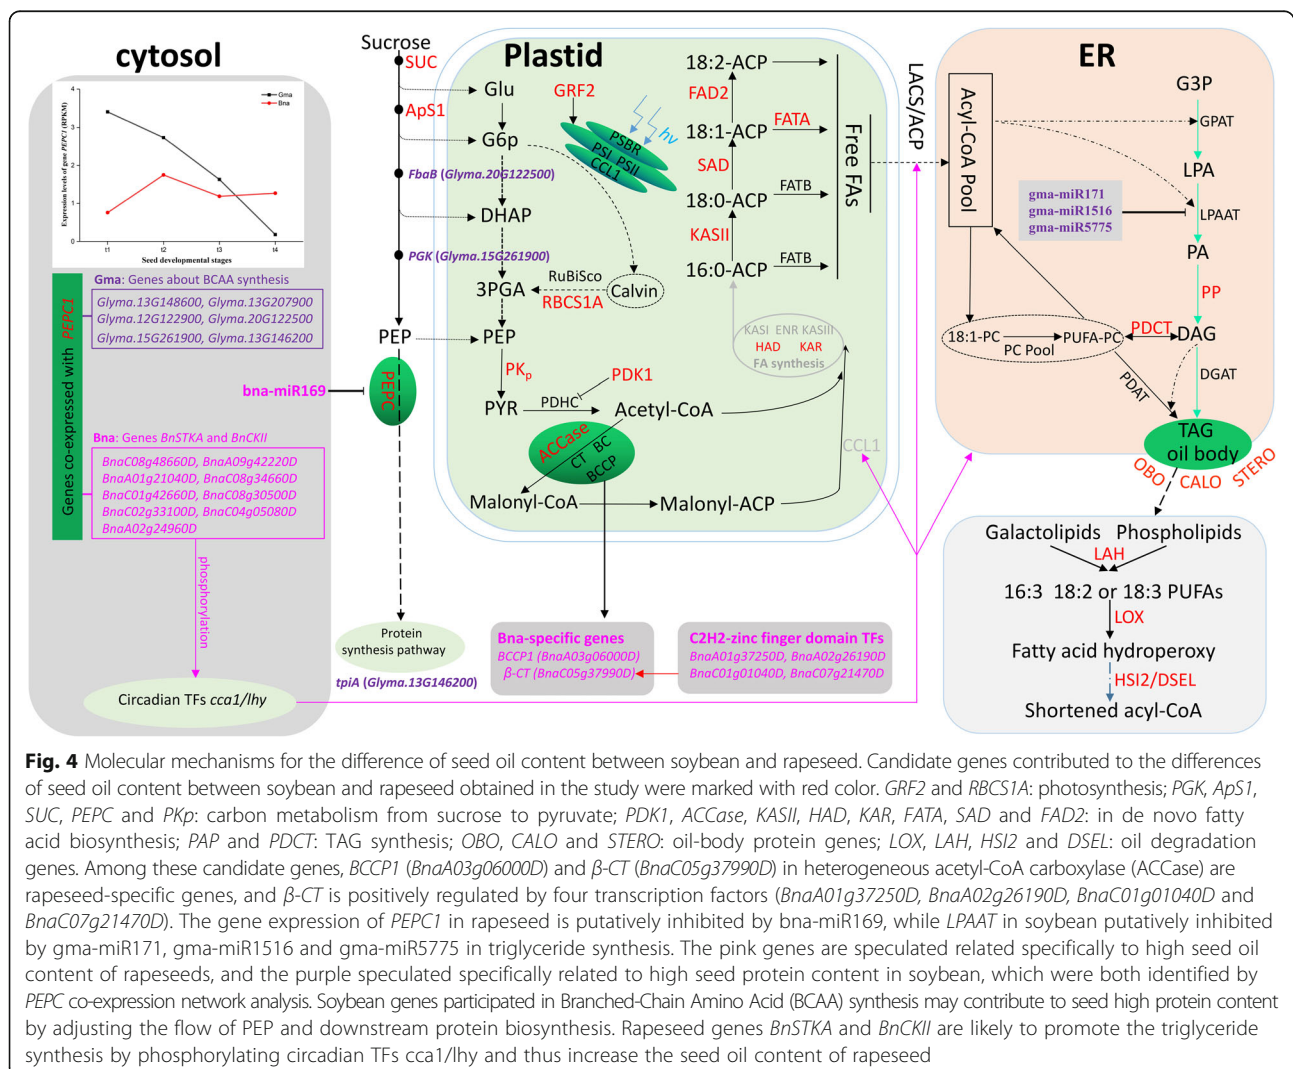 cytosol
Expression levels of gene PEPC1 (RPKM)
4
3
2
1
0
Gma
Bna
t1 t2 t3 t4
Seed developmental stages
Genes co-expressed with PEPC1
Gma: Genes about BCAA synthesis
Glyma.13G148600, Glyma.13G207900
Glyma.12G122900, Glyma.20G122500
Glyma.15G261900, Glyma.13G146200
bna-miR169
Bna: Genes BnSTKA and BnCKII
BnaC08g48660D, BnaA09g42220D
BnaA01g21040D, BnaC08g34660D
BnaC01g42660D, BnaC08g30500D
BnaC02g33100D, BnaC04g05080D
BnaA02g24960D
phosphorylation
Circadian TFs cca1/lhy
Sucrose
SUC
ApS1
FbaB (Glyma.20G122500)
PGK (Glyma.15G261900)
PEP
PEPC
Protein
synthesis pathway
tpiA (Glyma.13G146200)
Plastid
Glu
G6p
DHAP
3PGA
PEP
PKp
PYR
GRF2
PSBR
PSI PSII
CCL1
hv
RuBiSco
RBCS1A
Calvin
PDK1
PDHC
Acetyl-CoA
ACCase
CT BC
BCCP
Malonyl-CoA
Malonyl-ACP
18:2-ACP
FAD2
18:1-ACP
FATA
SAD
18:0-ACP
FATB
KASII
16:0-ACP
FATB
Free FAs
KASI ENR KASIII
HAD KAR
FA synthesis
CCL1
LACS/ACP
Bna-specific genes
BCCP1 (BnaA03g06000D)
β-CT (BnaC05g37990D)
C2H2-zinc finger domain TFs
BnaA01g37250D, BnaA02g26190D
BnaC01g01040D, BnaC07g21470D
ER
Acyl-CoA Pool
G3P
GPAT
LPA
gma-miR171
gma-miR1516
gma-miR5775
LPAAT
PA
PP
18:1-PC
PUFA-PC
PC Pool
PDCT
DAG
PDAT
DGAT
TAG
oil body
OBO
CALO
STERO
Galactolipids Phospholipids
LAH
16:3 18:2 or 18:3 PUFAs
LOX
Fatty acid hydroperoxy
HSI2/DSEL
Shortened acyl-CoA
Fig. 4 Molecular mechanisms for the difference of seed oil content between soybean and rapeseed. Candidate genes contributed to the differences
of seed oil content between soybean and rapeseed obtained in the study were marked with red color. GRF2 and RBCS1A: photosynthesis; PGK, ApS1,
SUC, PEPC and PKp: carbon metabolism from sucrose to pyruvate; PDK1, ACCase, KASII, HAD, KAR, FATA, SAD and FAD2: in de novo fatty
acid biosynthesis; PAP and PDCT: TAG synthesis; OBO, CALO and STERO: oil-body protein genes; LOX, LAH, HSI2 and DSEL: oil degradation
genes. Among these candidate genes, BCCP1 (BnaA03g06000D) and β-CT (BnaC05g37990D) in heterogeneous acetyl-CoA carboxylase (ACCase) are
rapeseed-specific genes, and β-CT is positively regulated by four transcription factors (BnaA01g37250D, BnaA02g26190D, BnaC01g01040D and
BnaC07g21470D). The gene expression of PEPC1 in rapeseed is putatively inhibited by bna-miR169, while LPAAT in soybean putatively inhibited
by gma-miR171, gma-miR1516 and gma-miR5775 in triglyceride synthesis. The pink genes are speculated related specifically to high seed oil
content of rapeseeds, and the purple speculated specifically related to high seed protein content in soybean, which were both identified by
PEPC co-expression network analysis. Soybean genes participated in Branched-Chain Amino Acid (BCAA) synthesis may contribute to seed high protein content
by adjusting the flow of PEP and downstream protein biosynthesis. Rapeseed genes BnSTKA and BnCKII are likely to promote the triglyceride
synthesis by phosphorylating circadian TFs cca1/lhy and thus increase the seed oil content of rapeseed